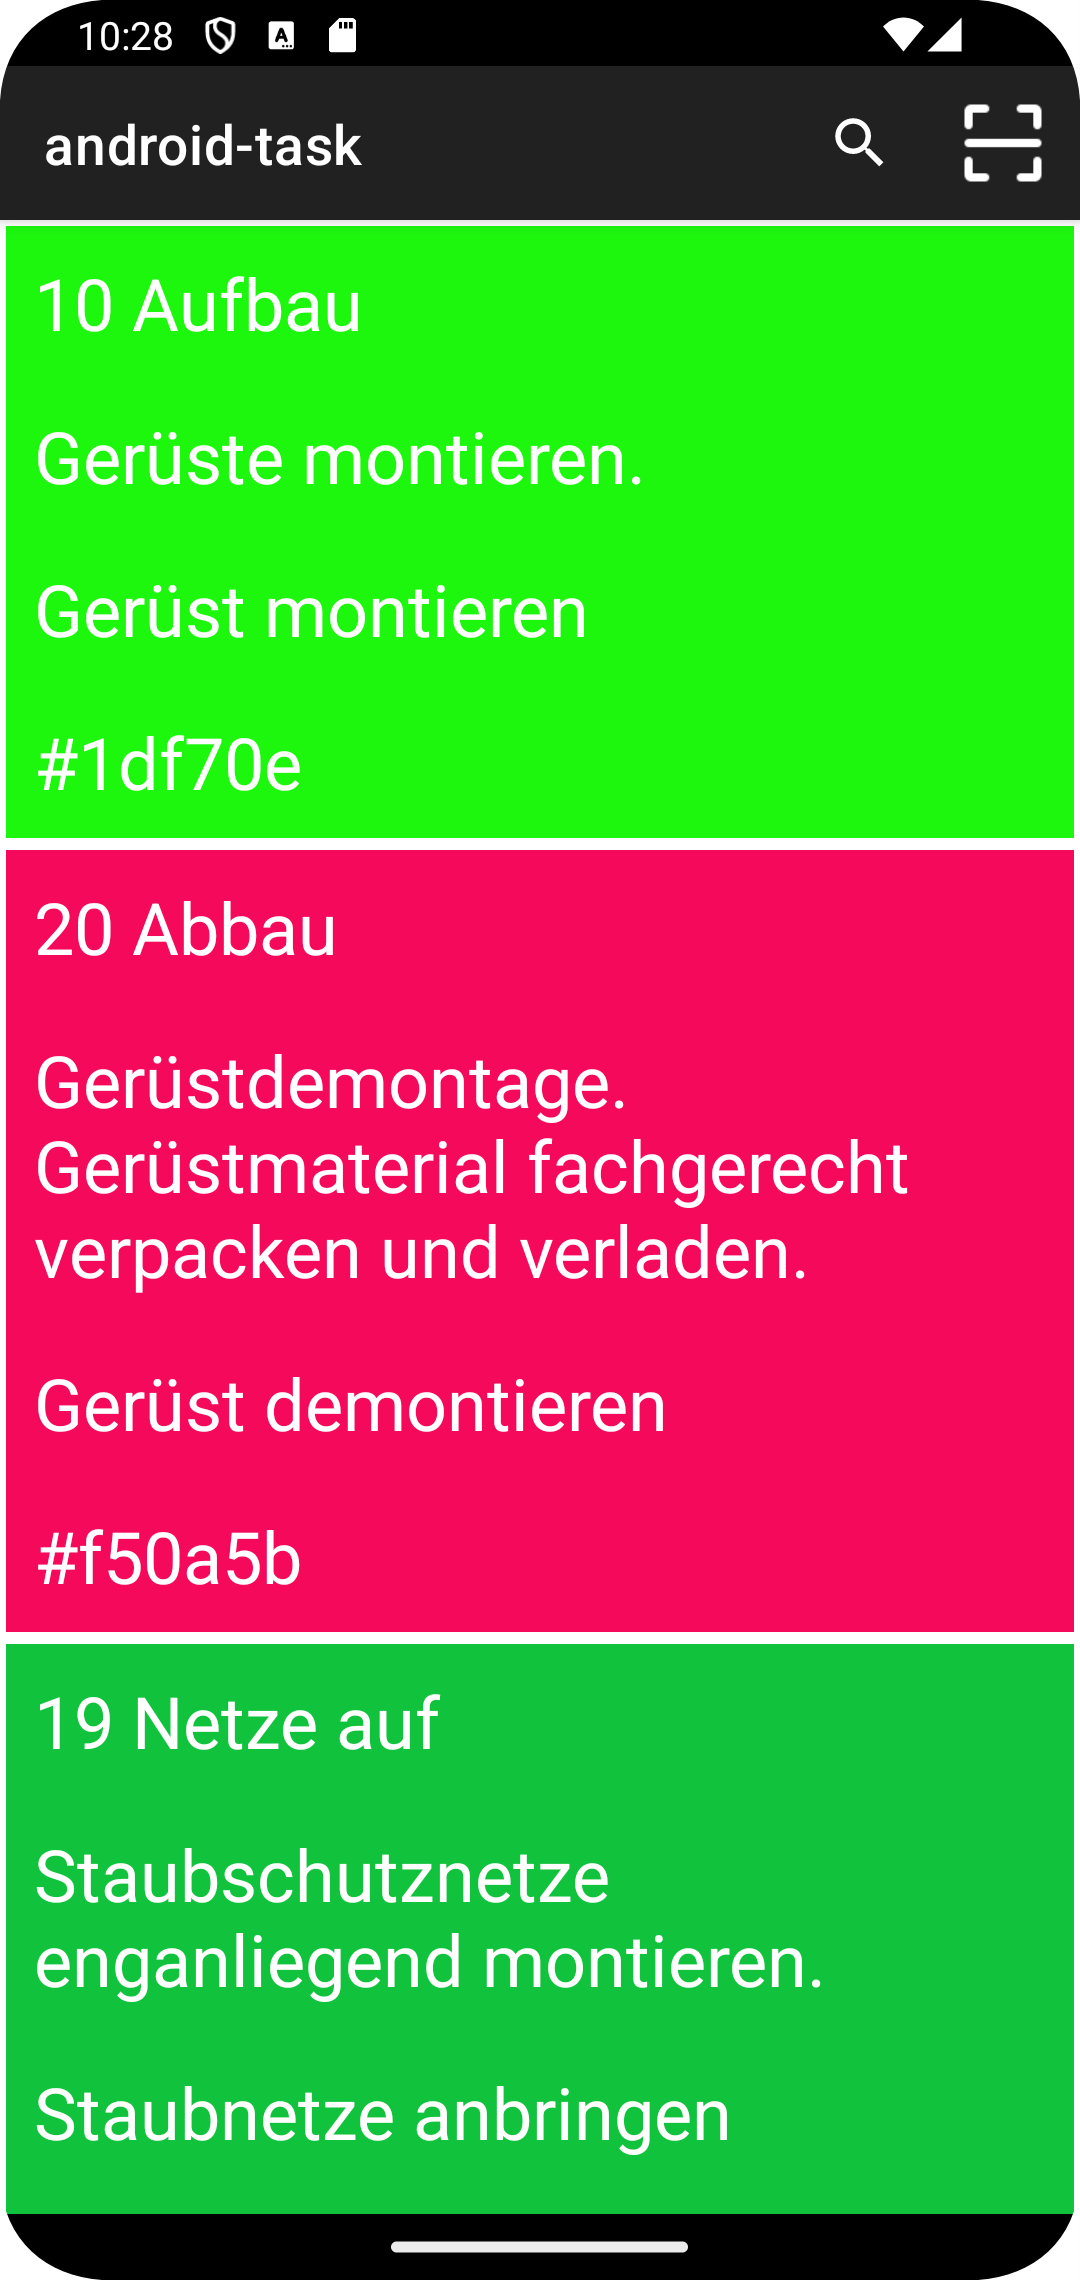 10:28
android-task
10 Aufbau
Gerüste montieren.
Gerüst montieren
#1df70e
20 Abbau
Gerüstdemontage.
Gerüstmaterial fachgerecht
verpacken und verladen.
Gerüst demontieren
#f50a5b
19 Netze auf
Staubschutznetze
enganliegend montieren.
Staubnetze anbringen